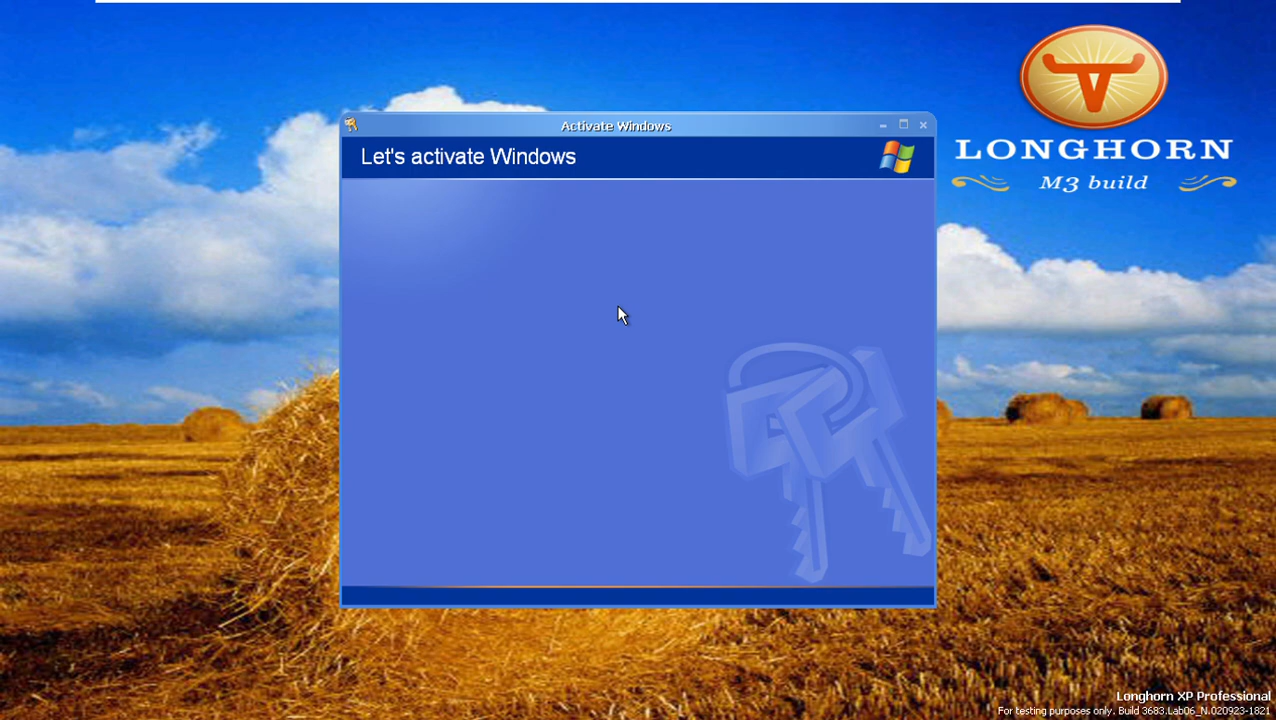 Activate Windows
Let's activate Windows
LONGHORN
M3 build
Longhorn XP Professional
For testing purposes only. Build 3683.Lab06_N.020923-1821